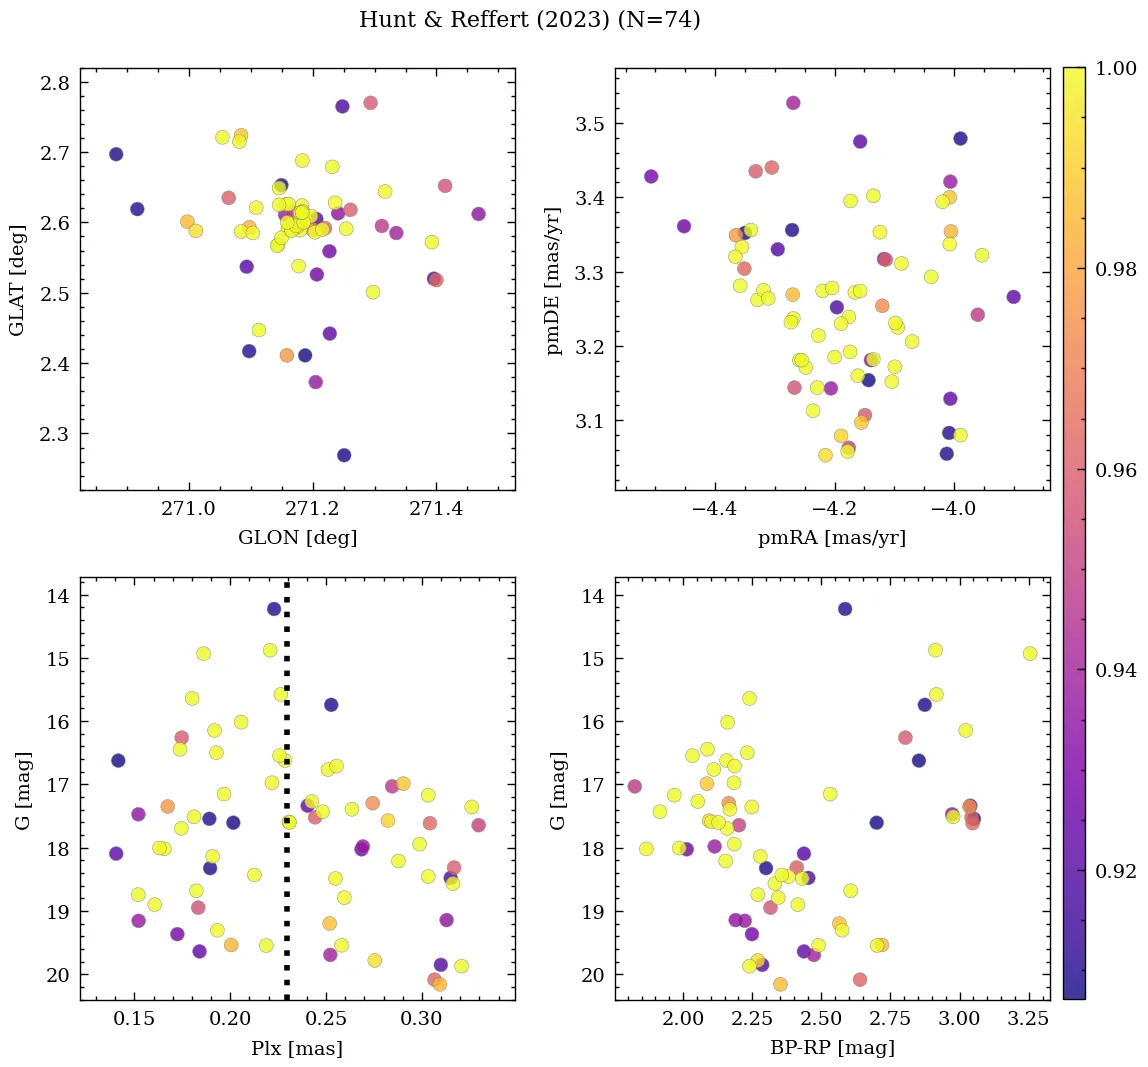 Hunt & Reffert (2023) (N=74)
2.8
2.7
2.6
2.5
2.4
2.3
GLAT [deg]
271.0 271.2 271.4
GLON [deg]
3.5
3.4
3.3
3.2
3.1
pmDE [mas/yr]
−4.4 −4.2 −4.0
pmRA [mas/yr]
14
15
16
17
18
19
20
G [mag]
0.15 0.20 0.25 0.30
Plx [mas]
14
15
16
17
18
19
20
G [mag]
2.00 2.25 2.50 2.75 3.00 3.25
BP-RP [mag]
1.00
0.98
0.96
0.94
0.92